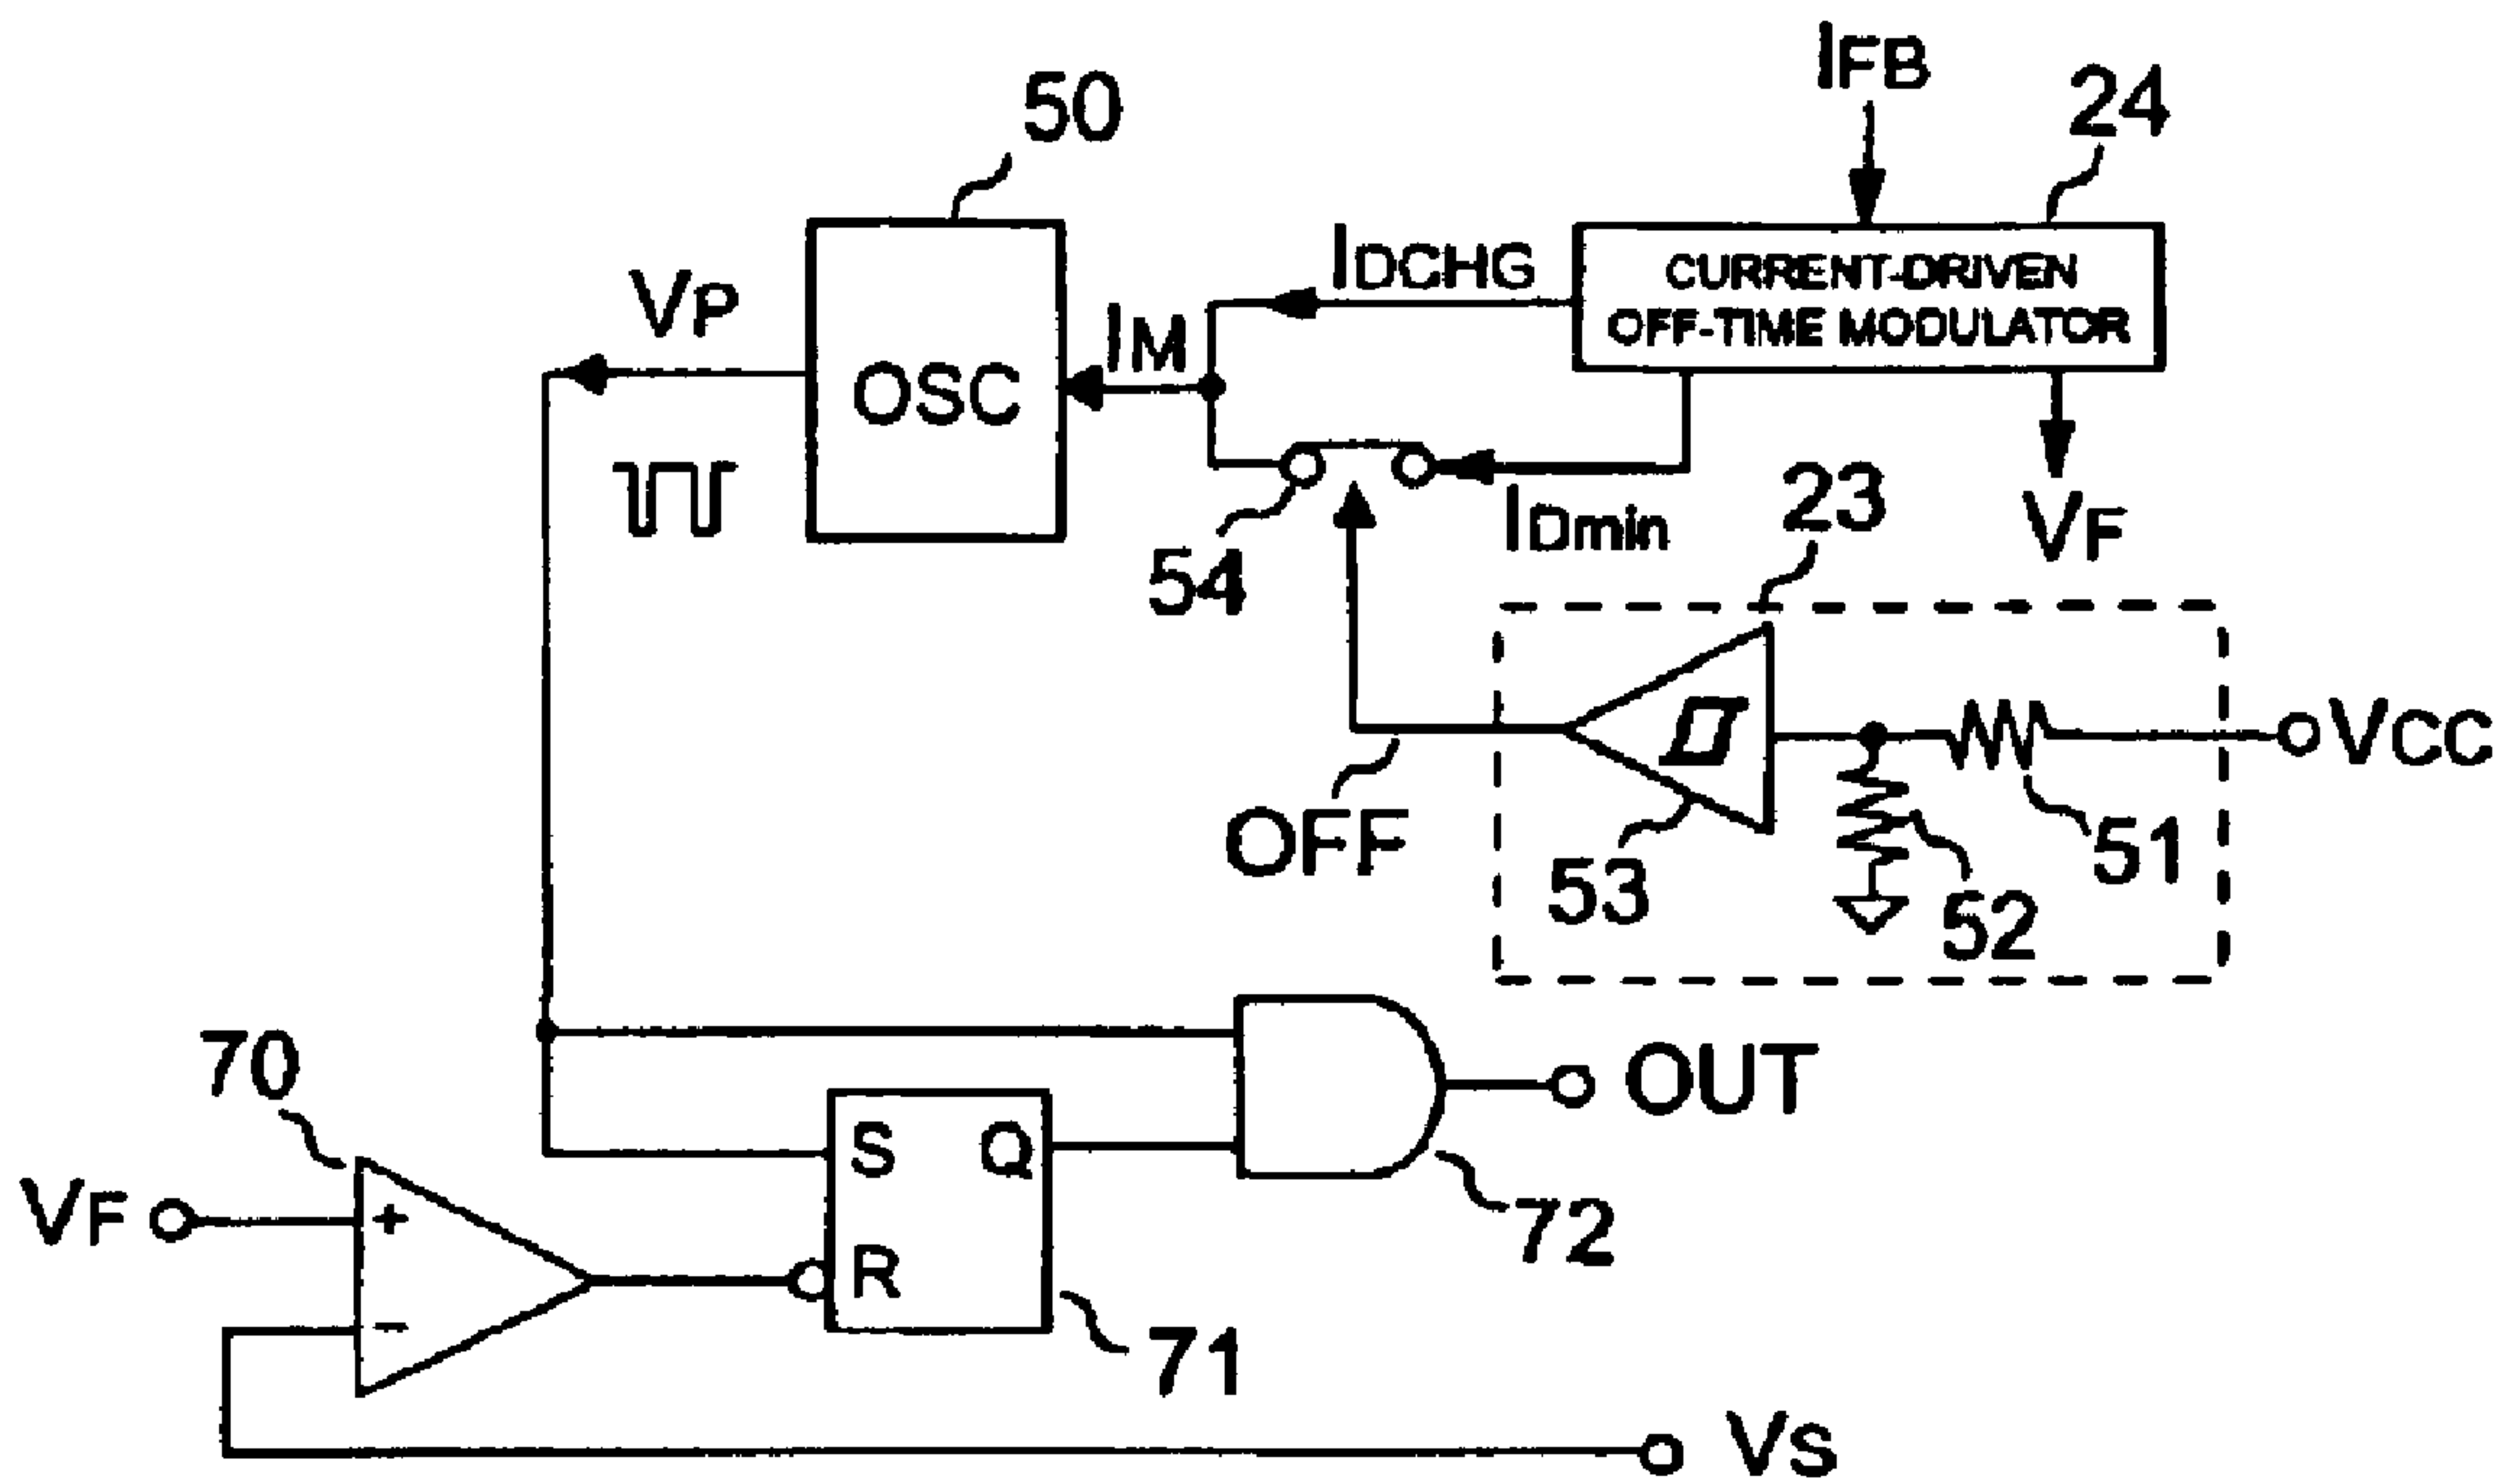 IFB
50
24
IDCHG
CURRENT-DRIVEN
OFF-TIME MODULATOR
VP
IM
OSC
IDmin
23
VF
54
VCC
OFF
53
51
52
70
OUT
S Q
VF
+
72
R
−
71
VS